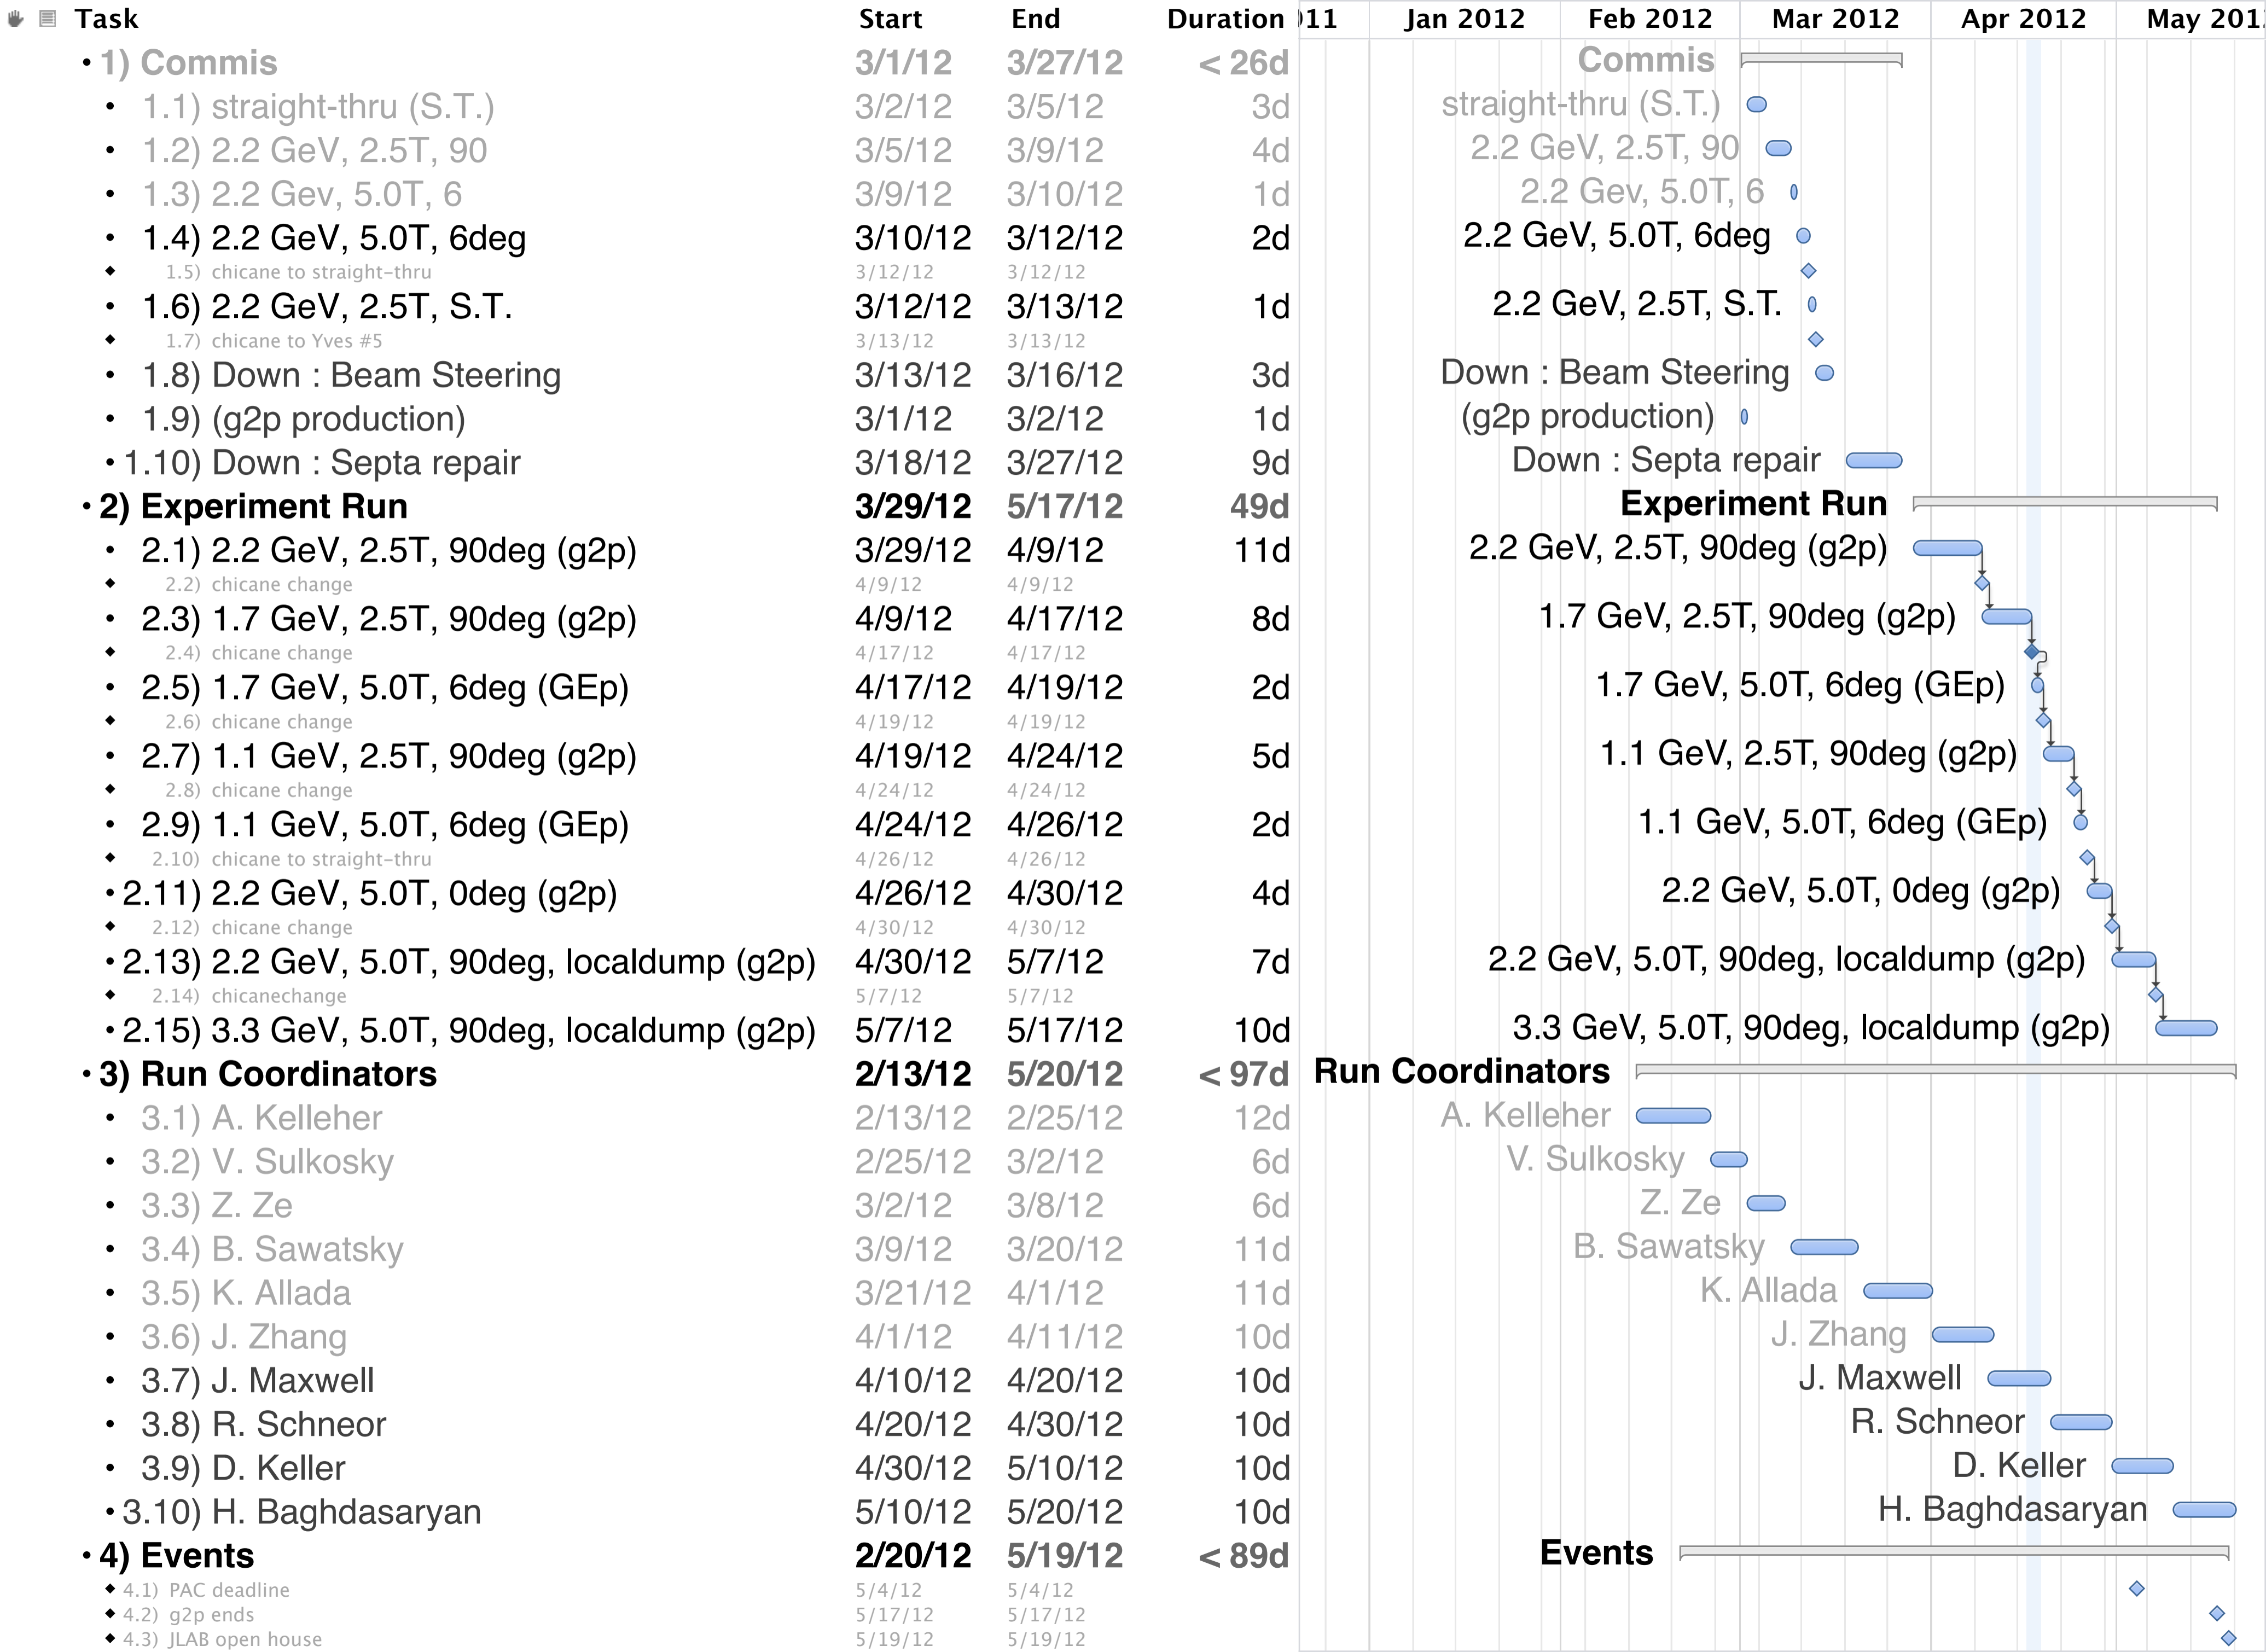 Task Start End Duration 011 Jan 2012 Feb 2012 Mar 2012 Apr 2012 May 201
• 1) Commis 3/1/12 3/27/12 < 26d Commis
• 1.1) straight-thru (S.T.) 3/2/12 3/5/12 3d straight-thru (S.T.)
• 1.2) 2.2 GeV, 2.5T, 90 3/5/12 3/9/12 4d 2.2 GeV, 2.5T, 90
• 1.3) 2.2 Gev, 5.0T, 6 3/9/12 3/10/12 1d 2.2 Gev, 5.0T, 6
• 1.4) 2.2 GeV, 5.0T, 6deg 3/10/12 3/12/12 2d 2.2 GeV, 5.0T, 6deg
◆ 1.5) chicane to straight-thru 3/12/12 3/12/12
• 1.6) 2.2 GeV, 2.5T, S.T. 3/12/12 3/13/12 1d 2.2 GeV, 2.5T, S.T.
◆ 1.7) chicane to Yves #5 3/13/12 3/13/12
• 1.8) Down : Beam Steering 3/13/12 3/16/12 3d Down : Beam Steering
• 1.9) (g2p production) 3/1/12 3/2/12 1d (g2p production)
• 1.10) Down : Septa repair 3/18/12 3/27/12 9d Down : Septa repair
• 2) Experiment Run 3/29/12 5/17/12 49d Experiment Run
• 2.1) 2.2 GeV, 2.5T, 90deg (g2p) 3/29/12 4/9/12 11d 2.2 GeV, 2.5T, 90deg (g2p)
◆ 2.2) chicane change 4/9/12 4/9/12
• 2.3) 1.7 GeV, 2.5T, 90deg (g2p) 4/9/12 4/17/12 8d 1.7 GeV, 2.5T, 90deg (g2p)
◆ 2.4) chicane change 4/17/12 4/17/12
• 2.5) 1.7 GeV, 5.0T, 6deg (GEp) 4/17/12 4/19/12 2d 1.7 GeV, 5.0T, 6deg (GEp)
◆ 2.6) chicane change 4/19/12 4/19/12
• 2.7) 1.1 GeV, 2.5T, 90deg (g2p) 4/19/12 4/24/12 5d 1.1 GeV, 2.5T, 90deg (g2p)
◆ 2.8) chicane change 4/24/12 4/24/12
• 2.9) 1.1 GeV, 5.0T, 6deg (GEp) 4/24/12 4/26/12 2d 1.1 GeV, 5.0T, 6deg (GEp)
◆ 2.10) chicane to straight-thru 4/26/12 4/26/12
• 2.11) 2.2 GeV, 5.0T, 0deg (g2p) 4/26/12 4/30/12 4d 2.2 GeV, 5.0T, 0deg (g2p)
◆ 2.12) chicane change 4/30/12 4/30/12
• 2.13) 2.2 GeV, 5.0T, 90deg, localdump (g2p) 4/30/12 5/7/12 7d 2.2 GeV, 5.0T, 90deg, localdump (g2p)
◆ 2.14) chicanechange 5/7/12 5/7/12
• 2.15) 3.3 GeV, 5.0T, 90deg, localdump (g2p) 5/7/12 5/17/12 10d 3.3 GeV, 5.0T, 90deg, localdump (g2p)
• 3) Run Coordinators 2/13/12 5/20/12 < 97d Run Coordinators
• 3.1) A. Kelleher 2/13/12 2/25/12 12d A. Kelleher
• 3.2) V. Sulkosky 2/25/12 3/2/12 6d V. Sulkosky
• 3.3) Z. Ze 3/2/12 3/8/12 6d Z. Ze
• 3.4) B. Sawatsky 3/9/12 3/20/12 11d B. Sawatsky
• 3.5) K. Allada 3/21/12 4/1/12 11d K. Allada
• 3.6) J. Zhang 4/1/12 4/11/12 10d J. Zhang
• 3.7) J. Maxwell 4/10/12 4/20/12 10d J. Maxwell
• 3.8) R. Schneor 4/20/12 4/30/12 10d R. Schneor
• 3.9) D. Keller 4/30/12 5/10/12 10d D. Keller
• 3.10) H. Baghdasaryan 5/10/12 5/20/12 10d H. Baghdasaryan
• 4) Events 2/20/12 5/19/12 < 89d Events
◆ 4.1) PAC deadline 5/4/12 5/4/12
◆ 4.2) g2p ends 5/17/12 5/17/12
◆ 4.3) JLAB open house 5/19/12 5/19/12